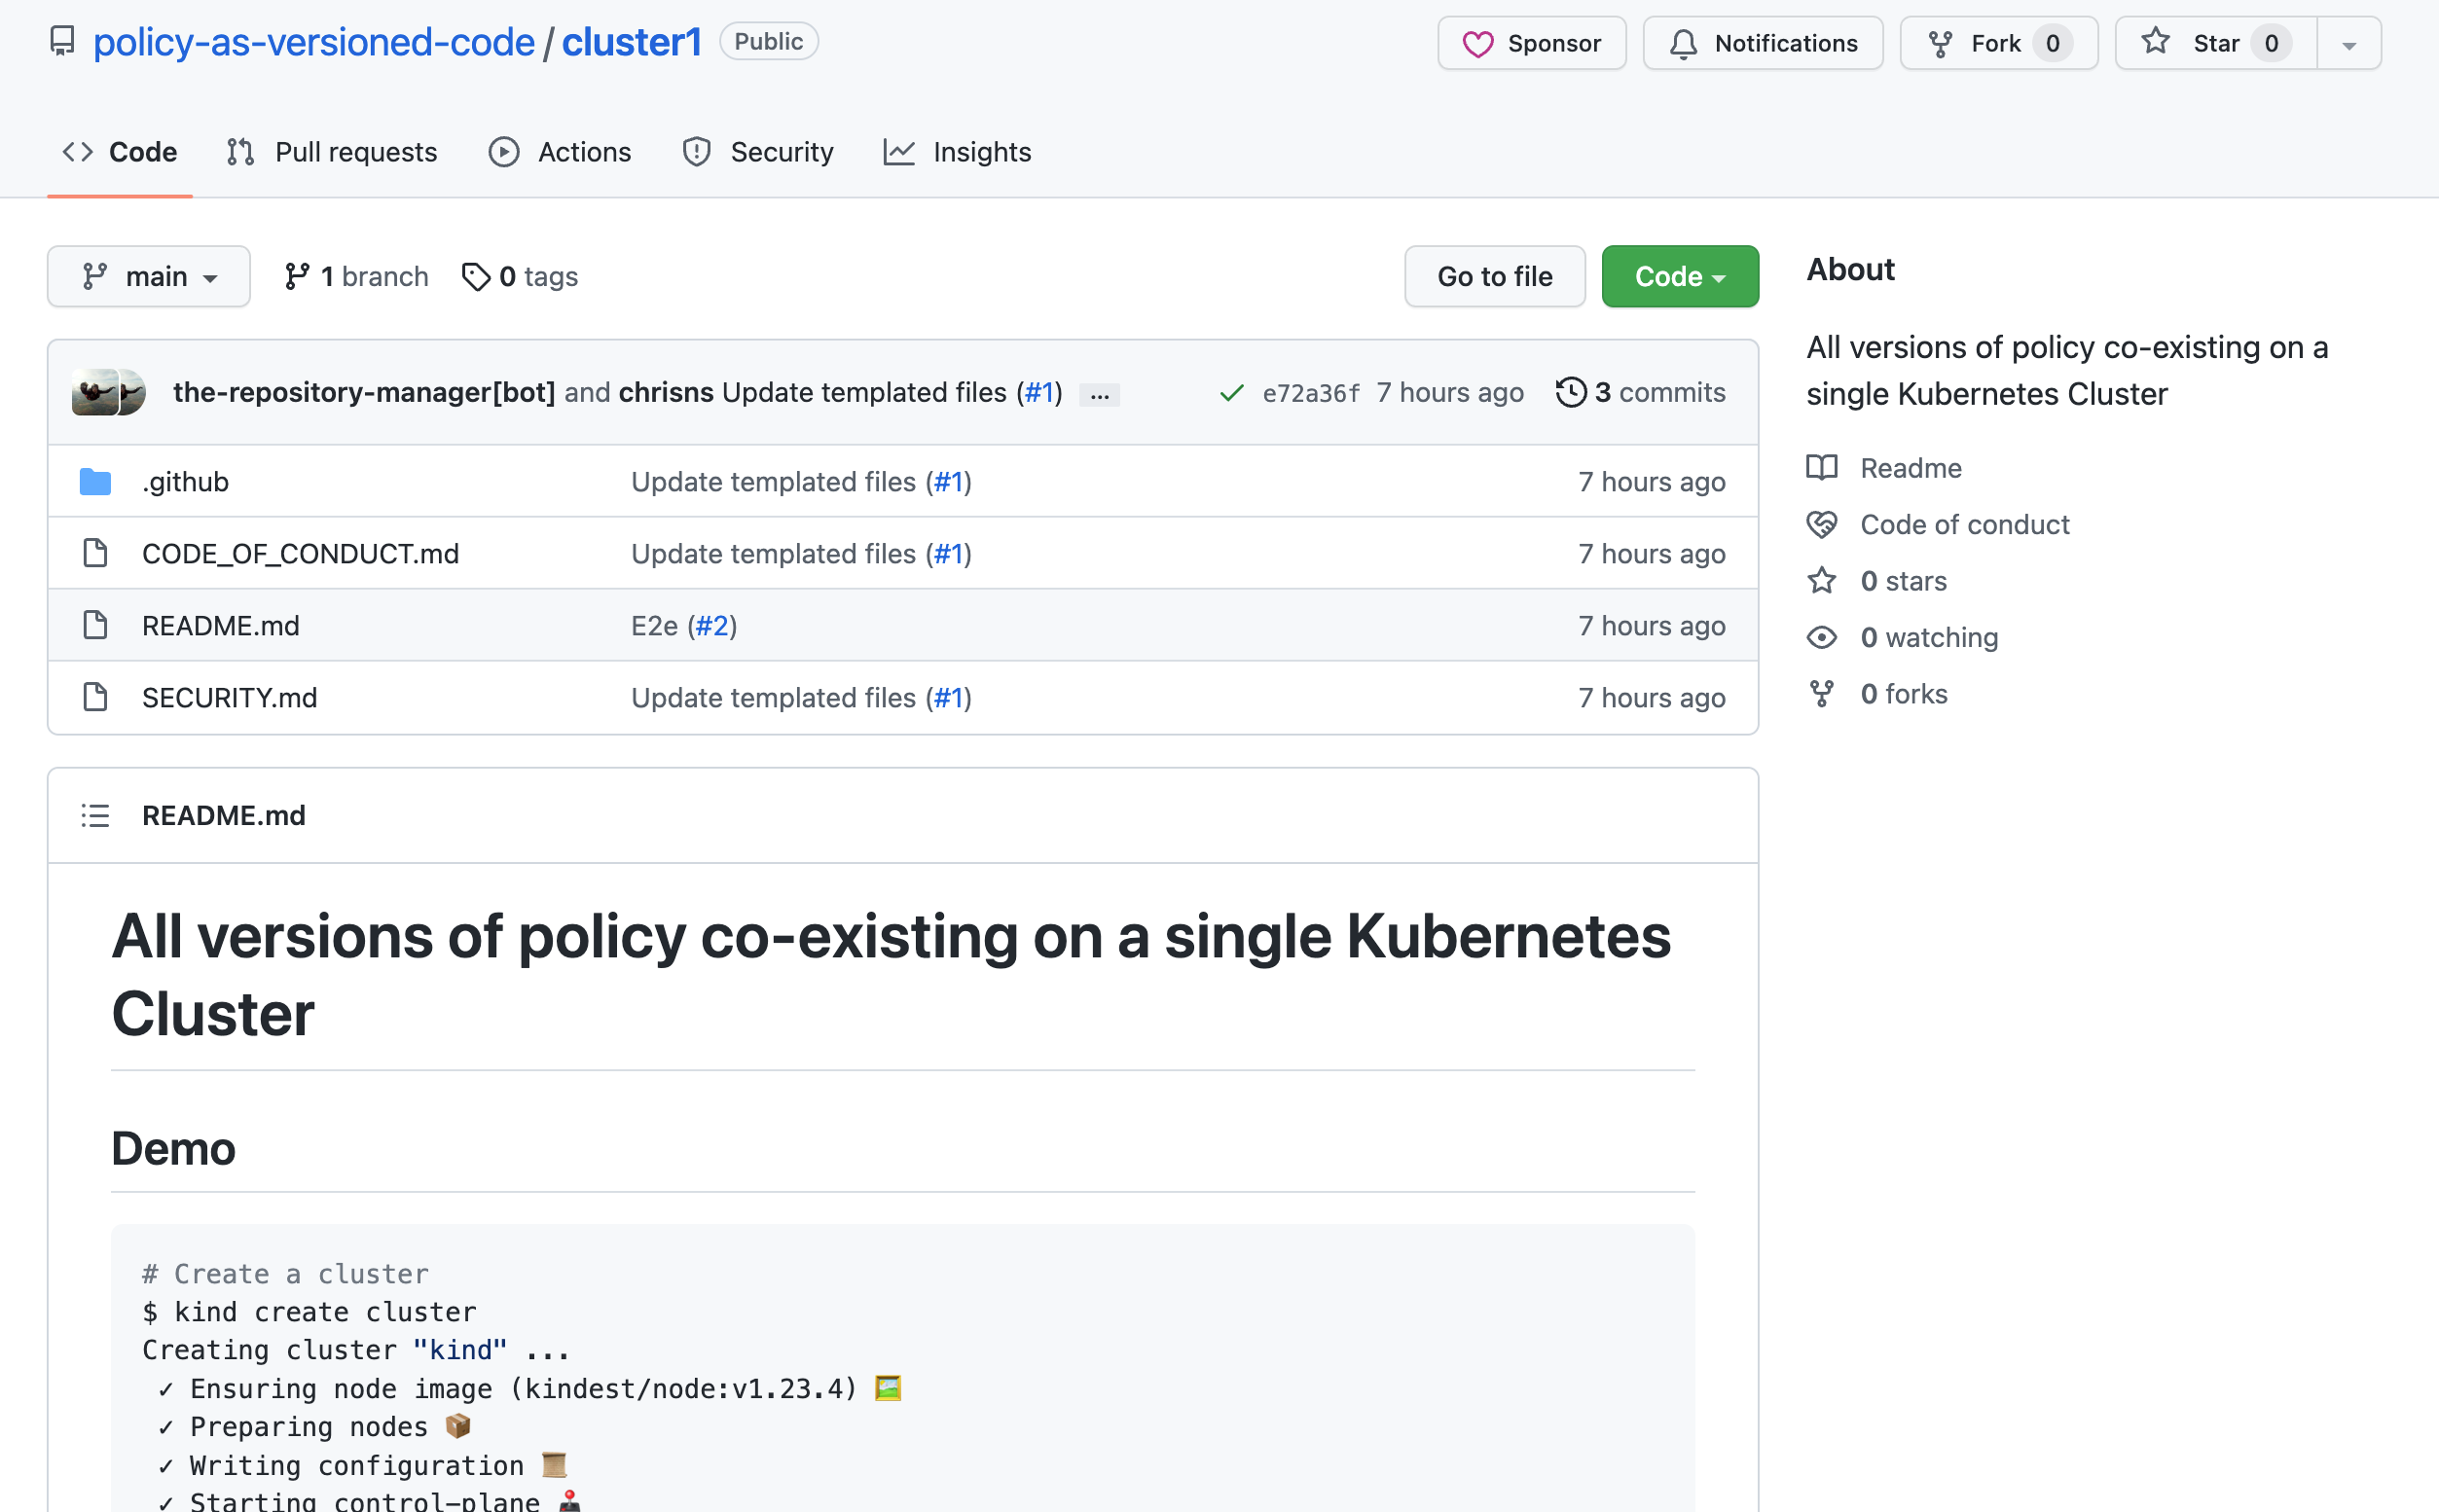 policy-as-versioned-code / cluster1 Public
Sponsor Notifications Fork 0 Star 0
Code Pull requests Actions Security Insights
main 1 branch 0 tags Go to file Code
the-repository-manager[bot] and chrisns Update templated files (#1) ... e72a36f 7 hours ago 3 commits
.github Update templated files (#1) 7 hours ago
CODE_OF_CONDUCT.md Update templated files (#1) 7 hours ago
README.md E2e (#2) 7 hours ago
SECURITY.md Update templated files (#1) 7 hours ago
README.md
All versions of policy co-existing on a single Kubernetes
Cluster
Demo
# Create a cluster
$ kind create cluster
Creating cluster "kind" ...
✓ Ensuring node image (kindest/node:v1.23.4) 🖼
✓ Preparing nodes 📦
✓ Writing configuration 📜
✓ Starting control-plane 🕹
About
All versions of policy co-existing on a
single Kubernetes Cluster
Readme
Code of conduct
0 stars
0 watching
0 forks